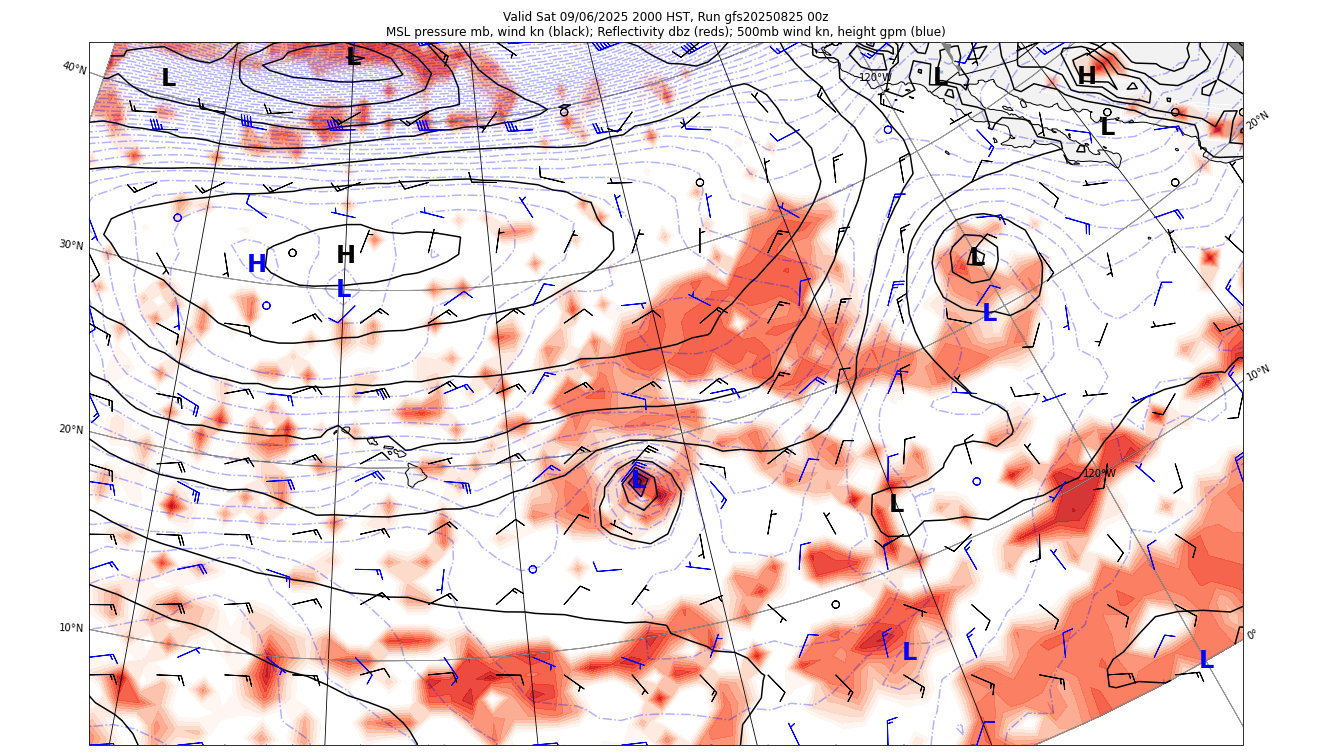 Valid Sat 09/06/2025 2000 HST, Run gfs20250825 00z
MSL pressure mb, wind kn (black); Reflectivity dbz (reds); 500mb wind kn, height gpm (blue)
40°N
L
L
120°W
L
H
L
20°N
30°N
H
H
L
L
L
10°N
20°N
L
120°W
L
10°N
L
L
0°